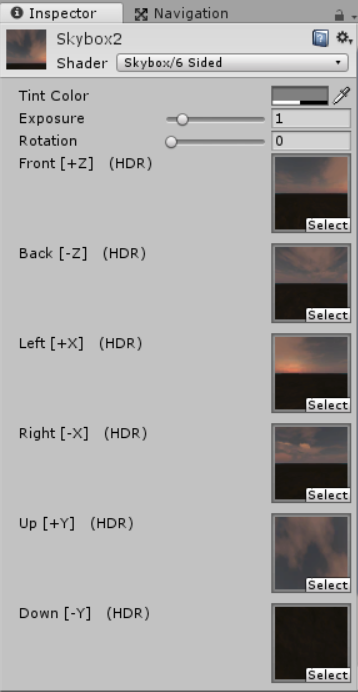 Inspector Navigation
Skybox2
Shader Skybox/6 Sided
Tint Color
Exposure 1
Rotation 0
Front [+Z] (HDR)
Select
Back [-Z] (HDR)
Select
Left [+X] (HDR)
Select
Right [-X] (HDR)
Select
Up [+Y] (HDR)
Select
Down [-Y] (HDR)
Select